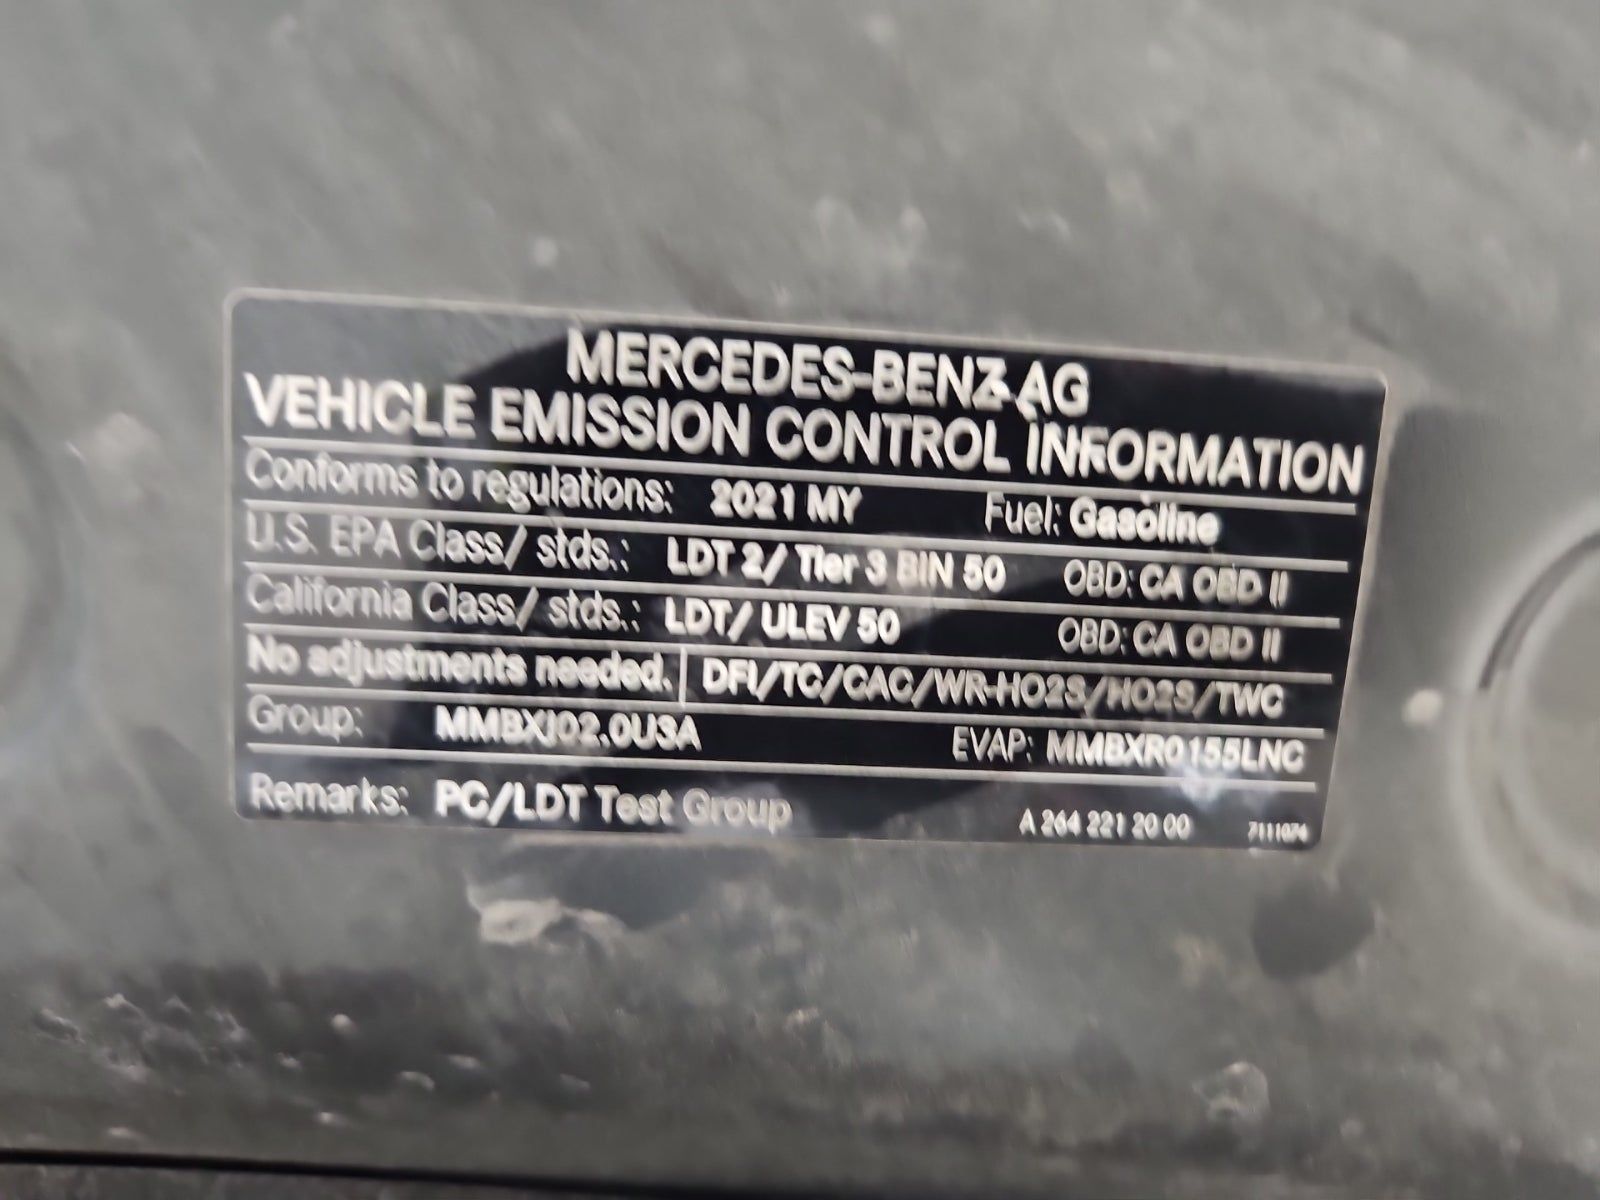 MERCEDES-BENZ AG
VEHICLE EMISSION CONTROL INFORMATION
Conforms to regulations: 2021 MY Fuel: Gasoline
U.S. EPA Class/ stds.: LDT 2/ Tier 3 BIN 50 OBD: CA OBD II
California Class/ stds.: LDT/ ULEV 50 OBD: CA OBD II
No adjustments needed. DFI/TC/CAC/WR-HO2S/HO2S/TWC
Group: MMBXJ02.0U3A EVAP: MMBXR0155LNC
Remarks: PC/LDT Test Group A 264 221 20 00 7111074